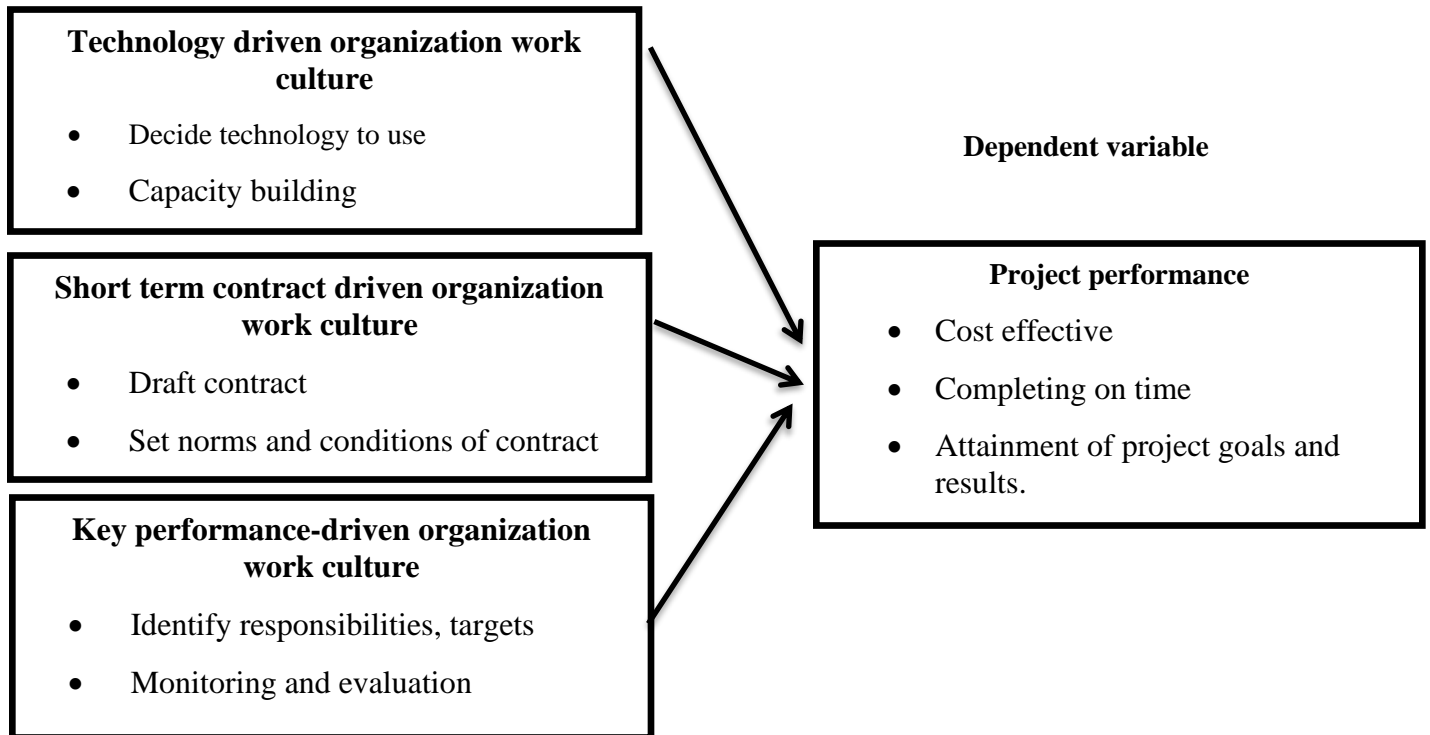 Technology driven organization work
culture
• Decide technology to use
• Capacity building
Short term contract driven organization
work culture
• Draft contract
• Set norms and conditions of contract
Key performance-driven organization
work culture
• Identify responsibilities, targets
• Monitoring and evaluation
Dependent variable
Project performance
• Cost effective
• Completing on time
• Attainment of project goals and
results.